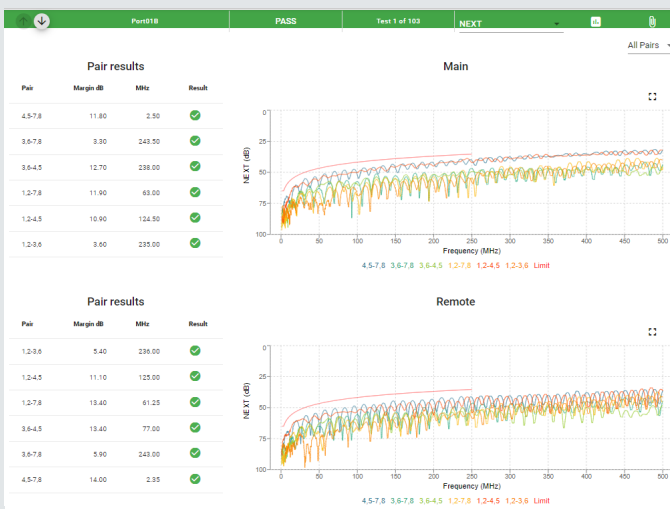 Port01B PASS Test 1 of 103 NEXT
All Pairs
Pair results
Pair Margin dB MHz Result
4,5-7,8 11.80 2.50
3,6-7,8 3.30 243.50
3,6-4,5 12.70 238.00
1,2-7,8 11.90 63.00
1,2-4,5 10.90 124.50
1,2-3,6 3.60 235.00
Main
NEXT (dB)
0
25
50
75
100
0 50 100 150 200 250 300 350 400 450 500
Frequency (MHz)
4,5-7,8 3,6-7,8 3,6-4,5 1,2-7,8 1,2-4,5 1,2-3,6 Limit
Pair results
Pair Margin dB MHz Result
1,2-3,6 5.40 236.00
1,2-4,5 11.10 125.00
1,2-7,8 13.40 61.25
3,6-4,5 13.40 77.00
3,6-7,8 5.90 243.00
4,5-7,8 14.00 2.35
Remote
NEXT (dB)
0
25
50
75
100
0 50 100 150 200 250 300 350 400 450 500
Frequency (MHz)
4,5-7,8 3,6-7,8 3,6-4,5 1,2-7,8 1,2-4,5 1,2-3,6 Limit